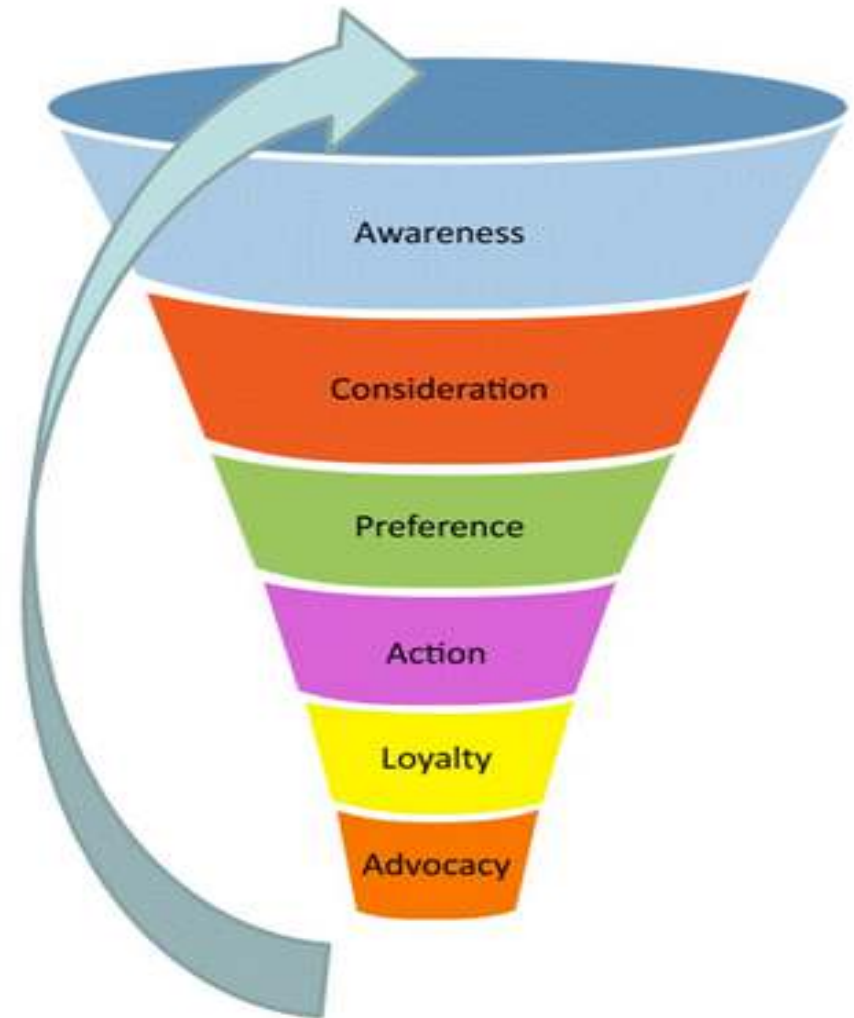 Awareness
Consideration
Preference
Action
Loyalty
Advocacy